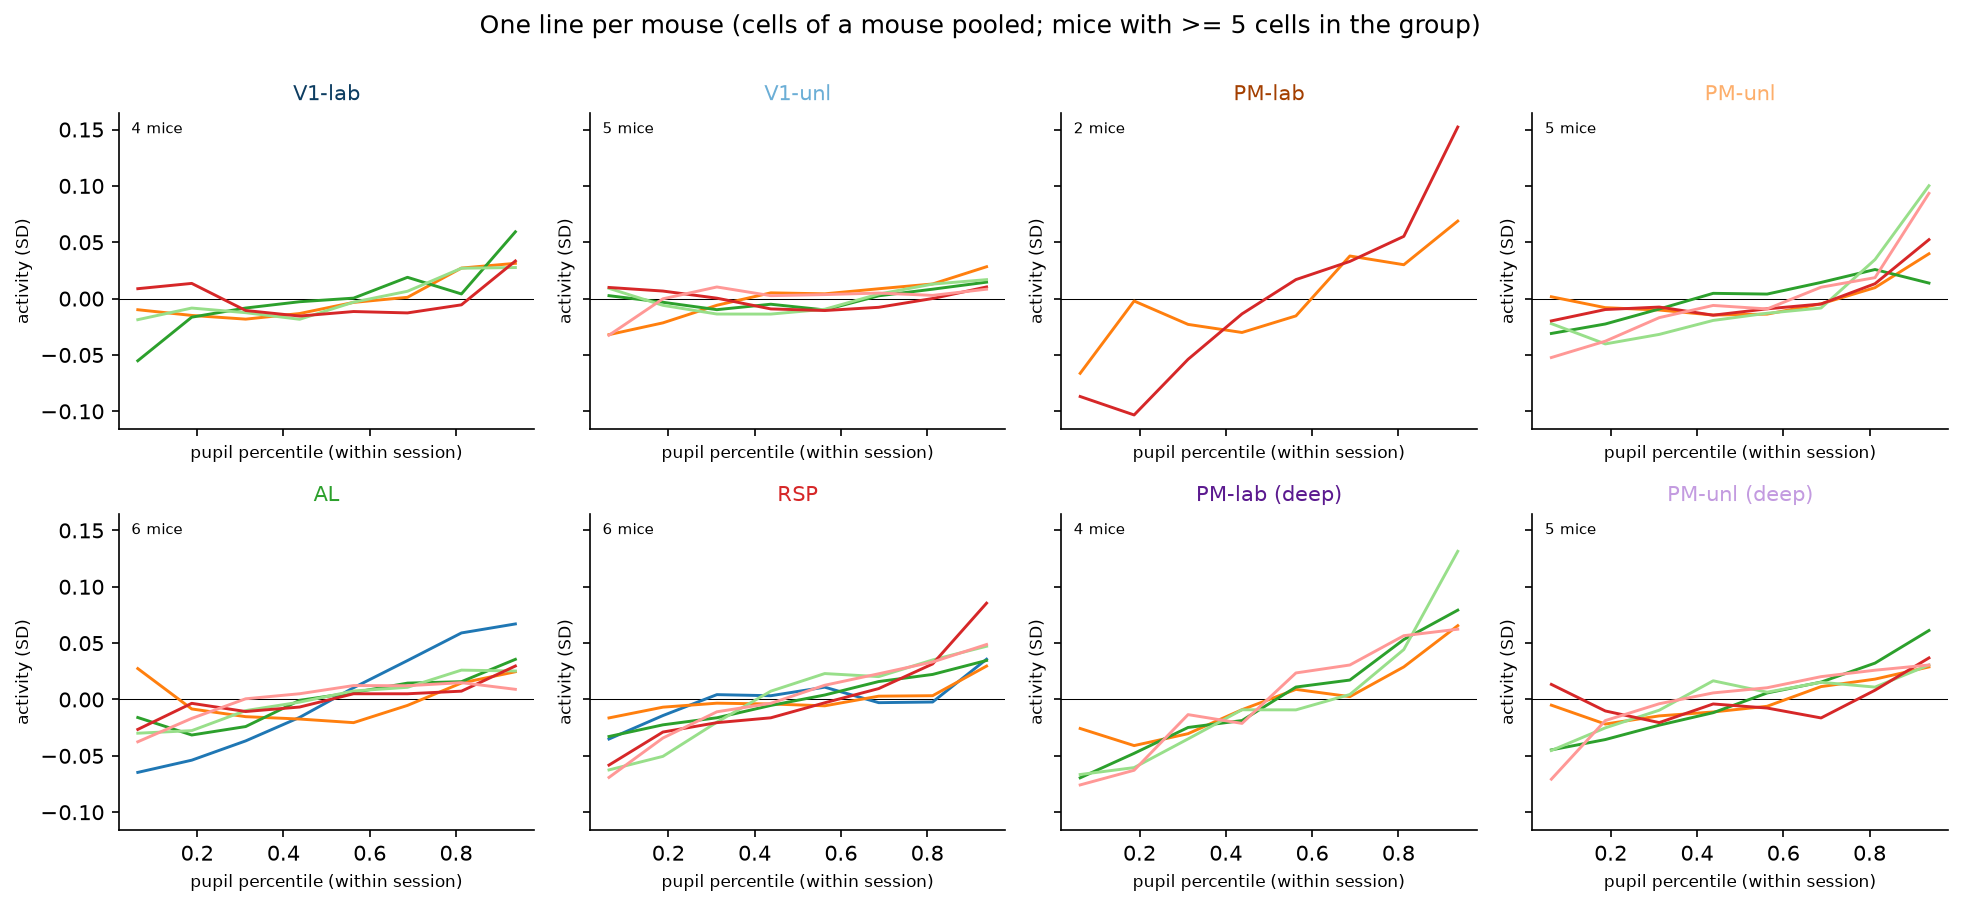 One line per mouse (cells of a mouse pooled; mice with >= 5 cells in the group)
V1-lab
4 mice
0.15
0.10
0.05
0.00
−0.05
−0.10
activity (SD)
pupil percentile (within session)
V1-unl
5 mice
activity (SD)
pupil percentile (within session)
PM-lab
2 mice
activity (SD)
pupil percentile (within session)
PM-unl
5 mice
activity (SD)
pupil percentile (within session)
AL
6 mice
0.15
0.10
0.05
0.00
−0.05
−0.10
activity (SD)
0.2 0.4 0.6 0.8
pupil percentile (within session)
RSP
6 mice
activity (SD)
0.2 0.4 0.6 0.8
pupil percentile (within session)
PM-lab (deep)
4 mice
activity (SD)
0.2 0.4 0.6 0.8
pupil percentile (within session)
PM-unl (deep)
5 mice
activity (SD)
0.2 0.4 0.6 0.8
pupil percentile (within session)